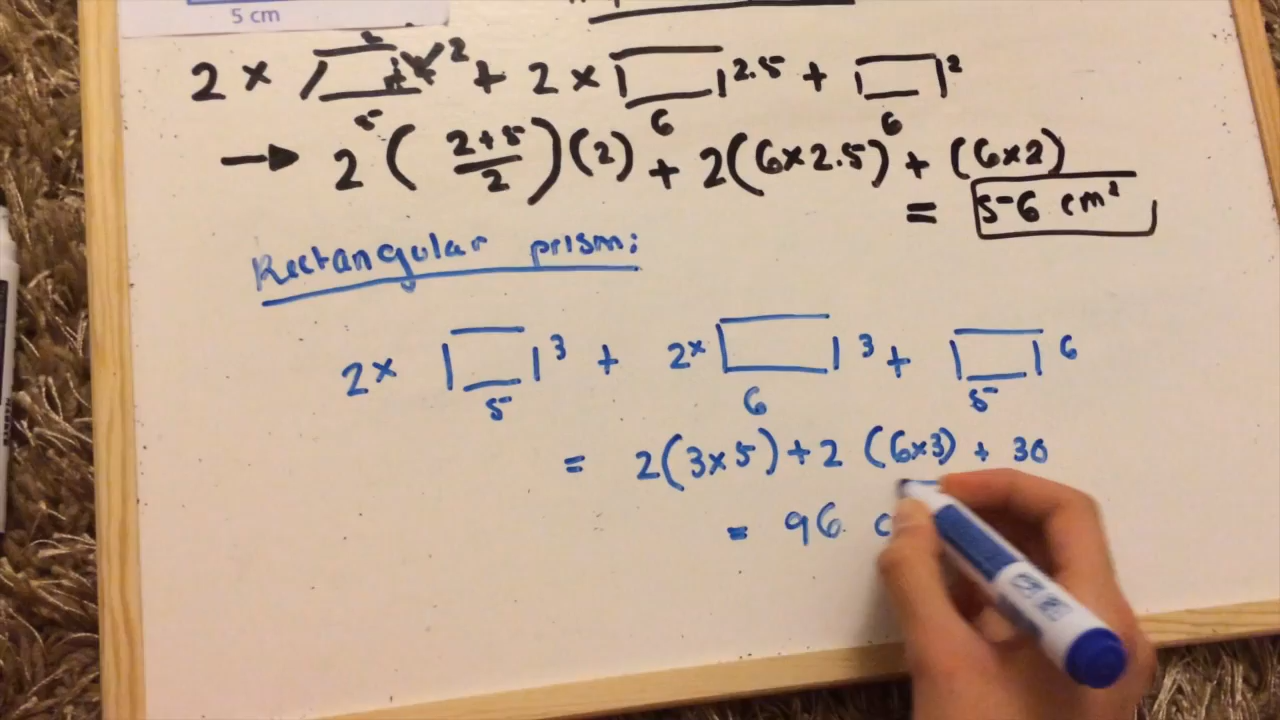 5 cm
2 × 2 5 2 + 2 × 2.5 6 + 2 6
→ 2 ( 2+5 / 2 ) (2) + 2(6×2.5) + (6×2)
= 56 cm²
Rectangular prism:
2× 3 5 + 2× 3 6 + 6 5
= 2(3×5) + 2 (6×3) + 30
= 96 c